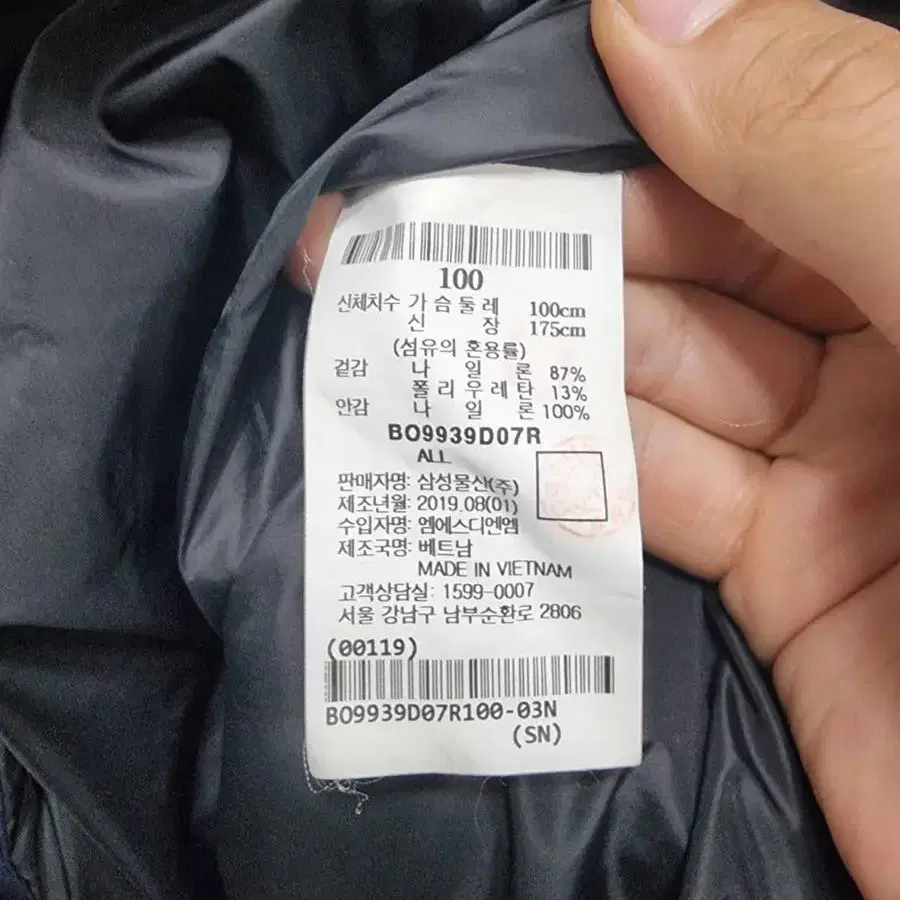 100
신체치수 가 슴 둘 레 100cm
신 장 175cm
(섬유의 혼용률)
겉감 나 일 론 87%
폴 리 우 레 탄 13%
안감 나 일 론 100%
BO9939D07R
ALL
판매자명: 삼성물산(주)
제조년월: 2019.08(01)
수입자명: 엠에스디엔엠
제조국명: 베트남
MADE IN VIETNAM
고객상담실: 1599-0007
서울 강남구 남부순환로 2806
(00119)
BO9939D07R100-03N
(SN)